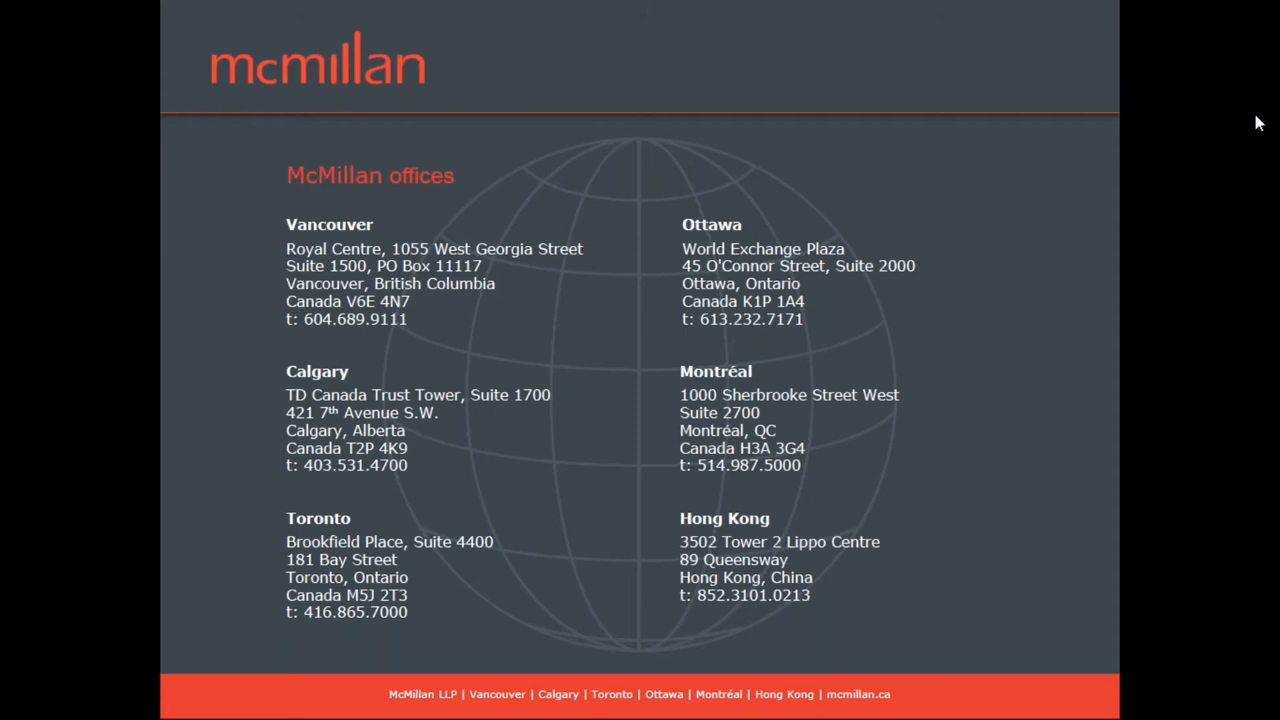 mcmillan
McMillan offices
Vancouver
Royal Centre, 1055 West Georgia Street
Suite 1500, PO Box 11117
Vancouver, British Columbia
Canada V6E 4N7
t: 604.689.9111
Calgary
TD Canada Trust Tower, Suite 1700
421 7th Avenue S.W.
Calgary, Alberta
Canada T2P 4K9
t: 403.531.4700
Toronto
Brookfield Place, Suite 4400
181 Bay Street
Toronto, Ontario
Canada M5J 2T3
t: 416.865.7000
Ottawa
World Exchange Plaza
45 O'Connor Street, Suite 2000
Ottawa, Ontario
Canada K1P 1A4
t: 613.232.7171
Montréal
1000 Sherbrooke Street West
Suite 2700
Montréal, QC
Canada H3A 3G4
t: 514.987.5000
Hong Kong
3502 Tower 2 Lippo Centre
89 Queensway
Hong Kong, China
t: 852.3101.0213
McMillan LLP | Vancouver | Calgary | Toronto | Ottawa | Montréal | Hong Kong | mcmillan.ca